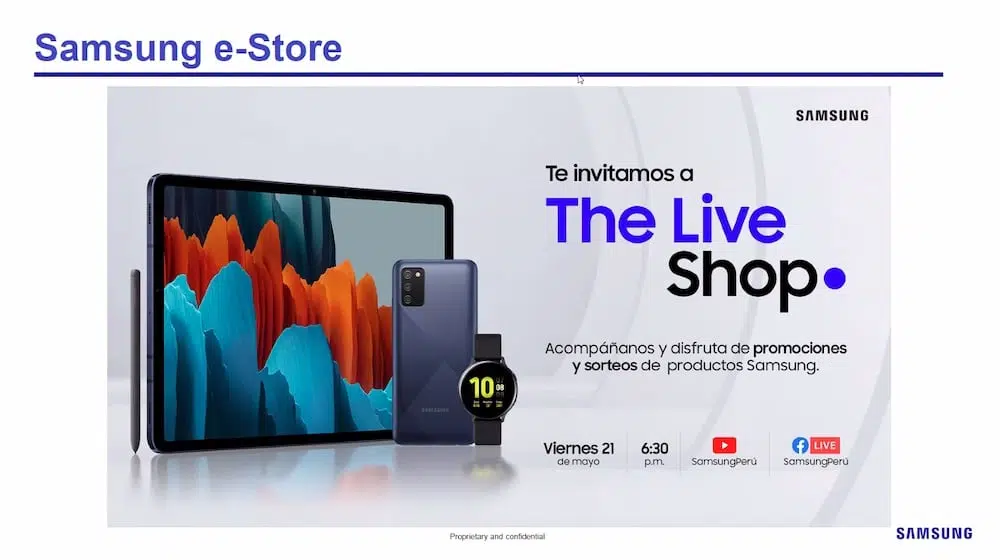 Samsung e-Store
SAMSUNG
Te invitamos a
The Live
Shop
Acompáñanos y disfruta de promociones
y sorteos de productos Samsung.
Viernes 21
de mayo
6:30
p.m.
SamsungPerú
LIVE
SamsungPerú
SAMSUNG
10
08
Proprietary and confidential
SAMSUNG